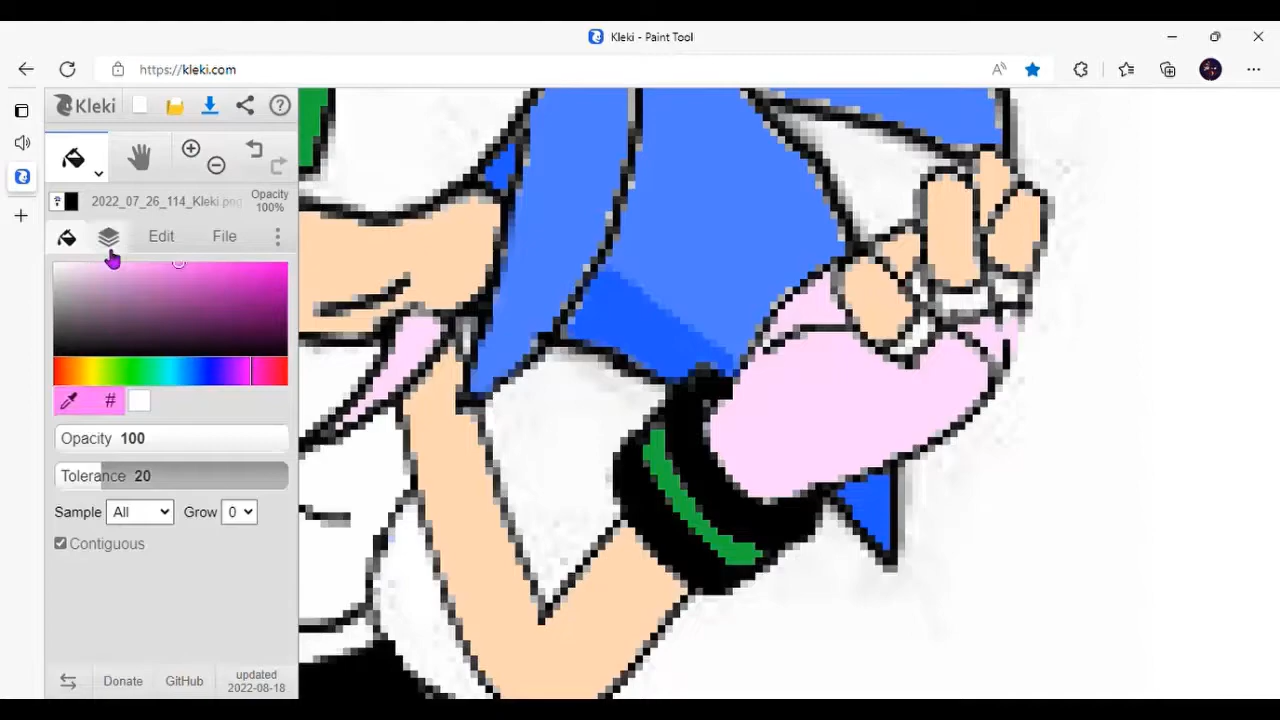 Kleki - Paint Tool
https://kleki.com
Kleki
2022_07_26_114_Kleki.png
Opacity
100%
Edit
File
#
Opacity 100
Tolerance 20
Sample All Grow 0
Contiguous
Donate
GitHub
updated
2022-08-18